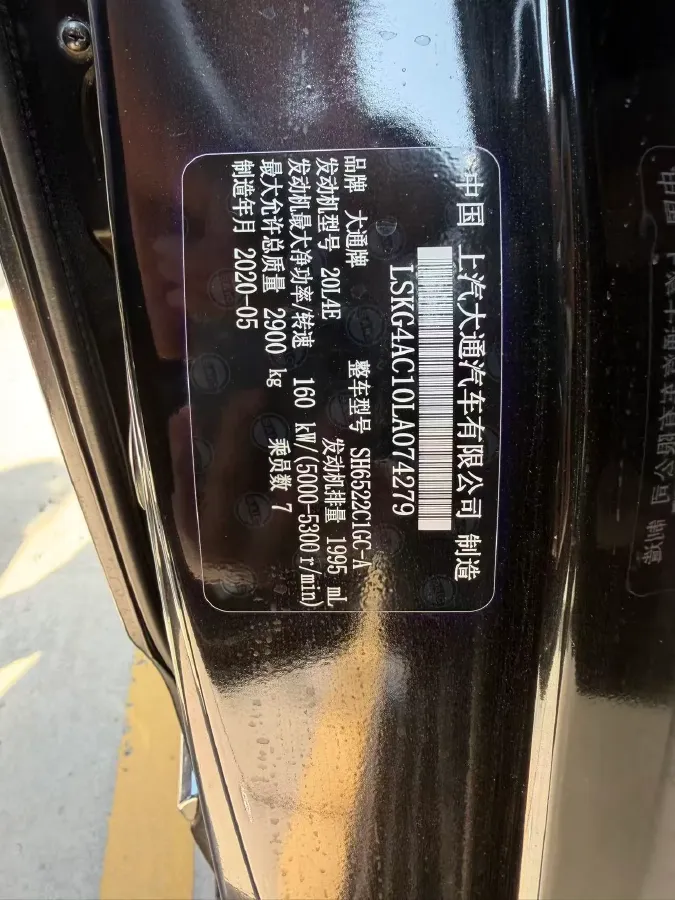 中国 上汽大通汽车有限公司 制造
LSKG4AC10LA074279
品牌 大通牌 整车型号 SH6522C1GC-A
发动机型号 20L4E 发动机排量 1995 mL
发动机最大净功率/转速 160 kW/(5000-5300r/min)
最大允许总质量 2900 kg 乘员数 7
制造年月 2020-05